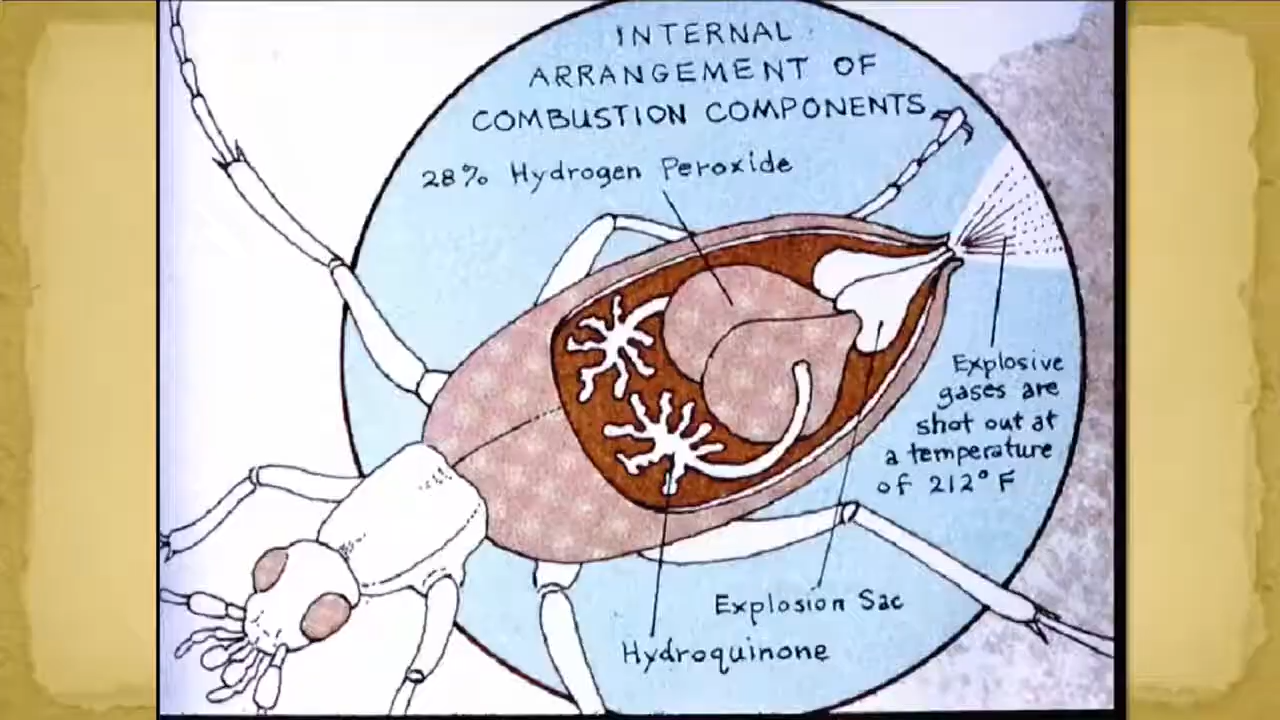 INTERNAL
ARRANGEMENT OF
COMBUSTION COMPONENTS
28% Hydrogen Peroxide
Explosive
gases are
shot out at
a temperature
of 212° F
Explosion Sac
Hydroquinone